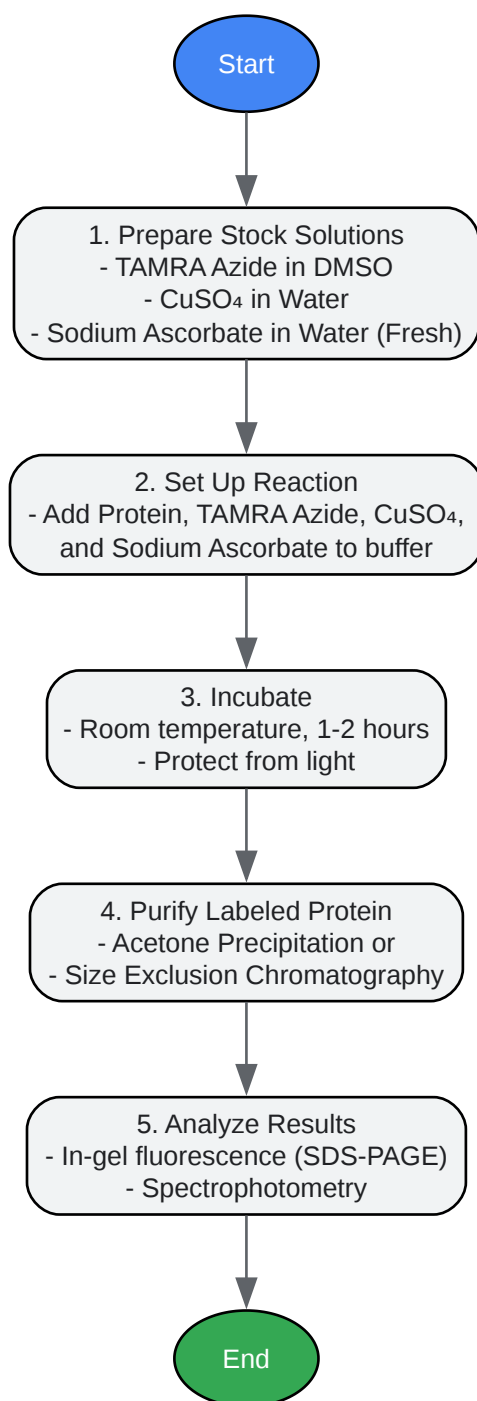 Start
1. Prepare Stock Solutions
- TAMRA Azide in DMSO
- CuSO₄ in Water
- Sodium Ascorbate in Water (Fresh)
2. Set Up Reaction
- Add Protein, TAMRA Azide, CuSO₄,
and Sodium Ascorbate to buffer
3. Incubate
- Room temperature, 1-2 hours
- Protect from light
4. Purify Labeled Protein
- Acetone Precipitation or
- Size Exclusion Chromatography
5. Analyze Results
- In-gel fluorescence (SDS-PAGE)
- Spectrophotometry
End